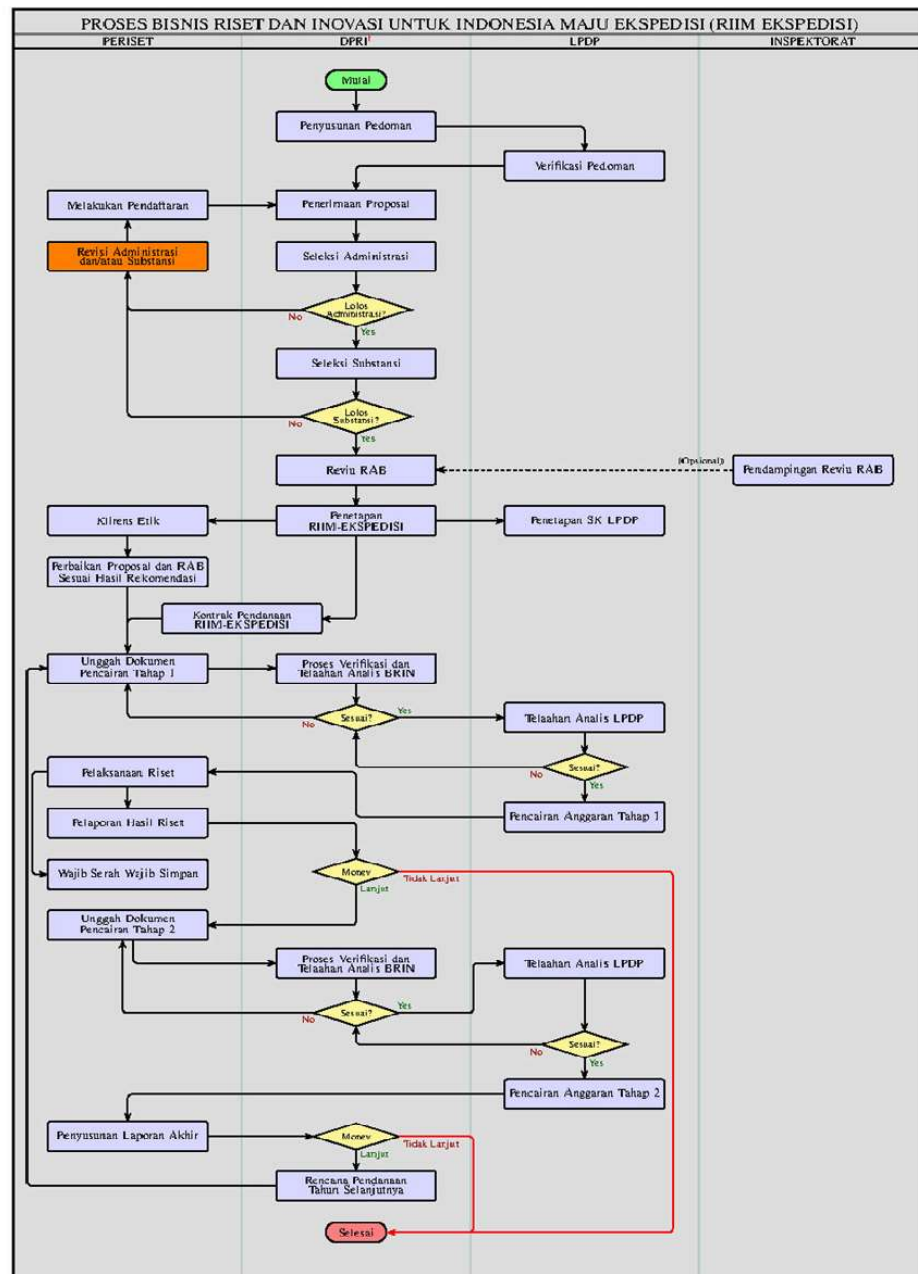 PROSES BISNIS RISET DAN INOVASI UNTUK INDONESIA MAJU EKSPEDISI (RIIM EKSPEDISI)
PERISET
DPRI¹
LPDP
INSPEKTORAT
Mulai
Penyusunan Pedoman
Verifikasi Pedoman
Melakukan Pendaftaran
Penerimaan Proposal
Revisi Administrasi
dan/atau Substansi
Seleksi Administrasi
Lolos
Administrasi?
No
Yes
Seleksi Substansi
Lolos
Substansi?
No
Yes
Reviu RAB
(Opsional)
Pendampingan Reviu RAB
Klirens Etik
Penetapan
RIIM-EKSPEDISI
Penetapan SK LPDP
Perbaikan Proposal dan RAB
Sesuai Hasil Rekomendasi
Kontrak Pendanaan
RIIM-EKSPEDISI
Unggah Dokumen
Pencairan Tahap 1
Proses Verifikasi dan
Telaahan Analis BRIN
Sesuai?
No
Yes
Telaahan Analis LPDP
Sesuai?
No
Yes
Pelaksanaan Riset
Pencairan Anggaran Tahap 1
Pelaporan Hasil Riset
Wajib Serah Wajib Simpan
Monev
Tidak Lanjut
Lanjut
Unggah Dokumen
Pencairan Tahap 2
Proses Verifikasi dan
Telaahan Analis BRIN
Telaahan Analis LPDP
Sesuai?
No
Yes
Sesuai?
No
Yes
Pencairan Anggaran Tahap 2
Penyusunan Laporan Akhir
Monev
Tidak Lanjut
Lanjut
Rencana Pendanaan
Tahun Selanjutnya
Selesai